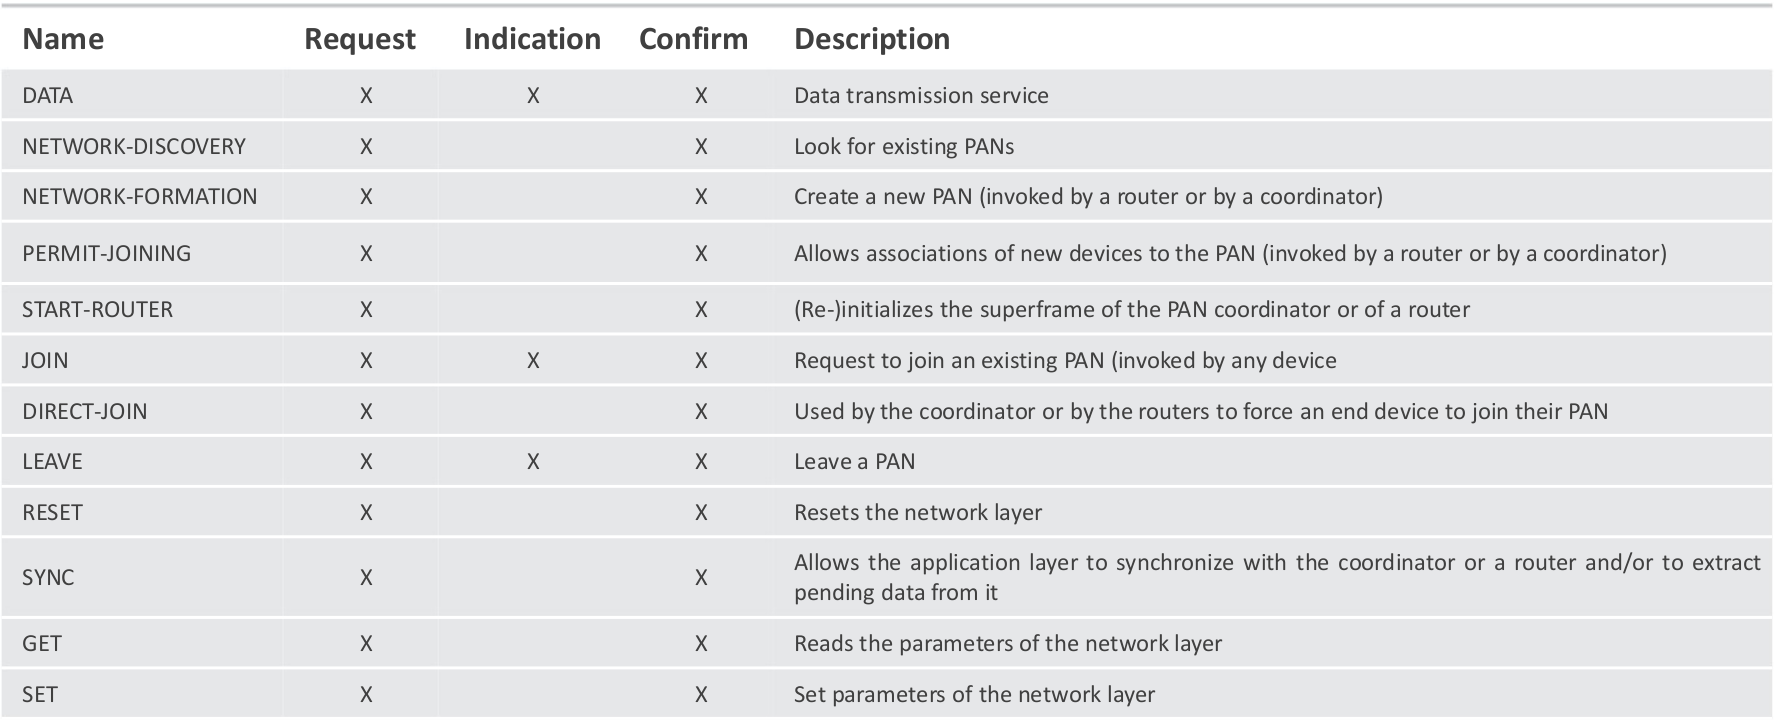 Name Request Indication Confirm Description
DATA X X X Data transmission service
NETWORK-DISCOVERY X X Look for existing PANs
NETWORK-FORMATION X X Create a new PAN (invoked by a router or by a coordinator)
PERMIT-JOINING X X Allows associations of new devices to the PAN (invoked by a router or by a coordinator)
START-ROUTER X X (Re-)initializes the superframe of the PAN coordinator or of a router
JOIN X X X Request to join an existing PAN (invoked by any device
DIRECT-JOIN X X Used by the coordinator or by the routers to force an end device to join their PAN
LEAVE X X X Leave a PAN
RESET X X Resets the network layer
SYNC X X Allows the application layer to synchronize with the coordinator or a router and/or to extract
pending data from it
GET X X Reads the parameters of the network layer
SET X X Set parameters of the network layer